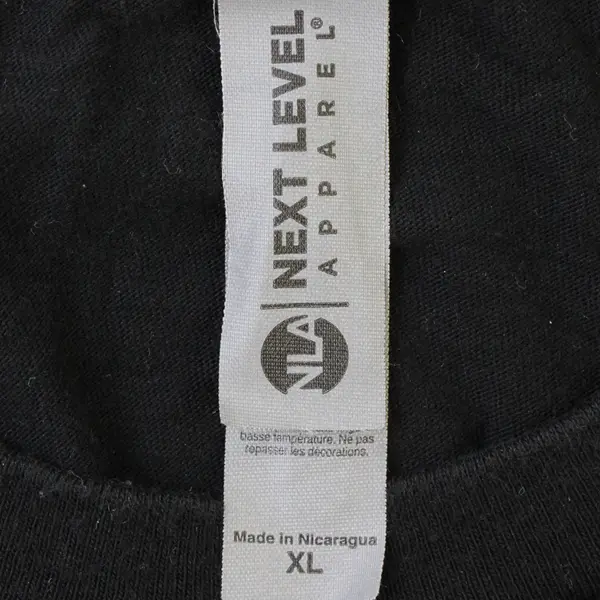 NEXT LEVEL
APPAREL®
NLA
basse température. Ne pas
repasser les décorations.
Made in Nicaragua
XL